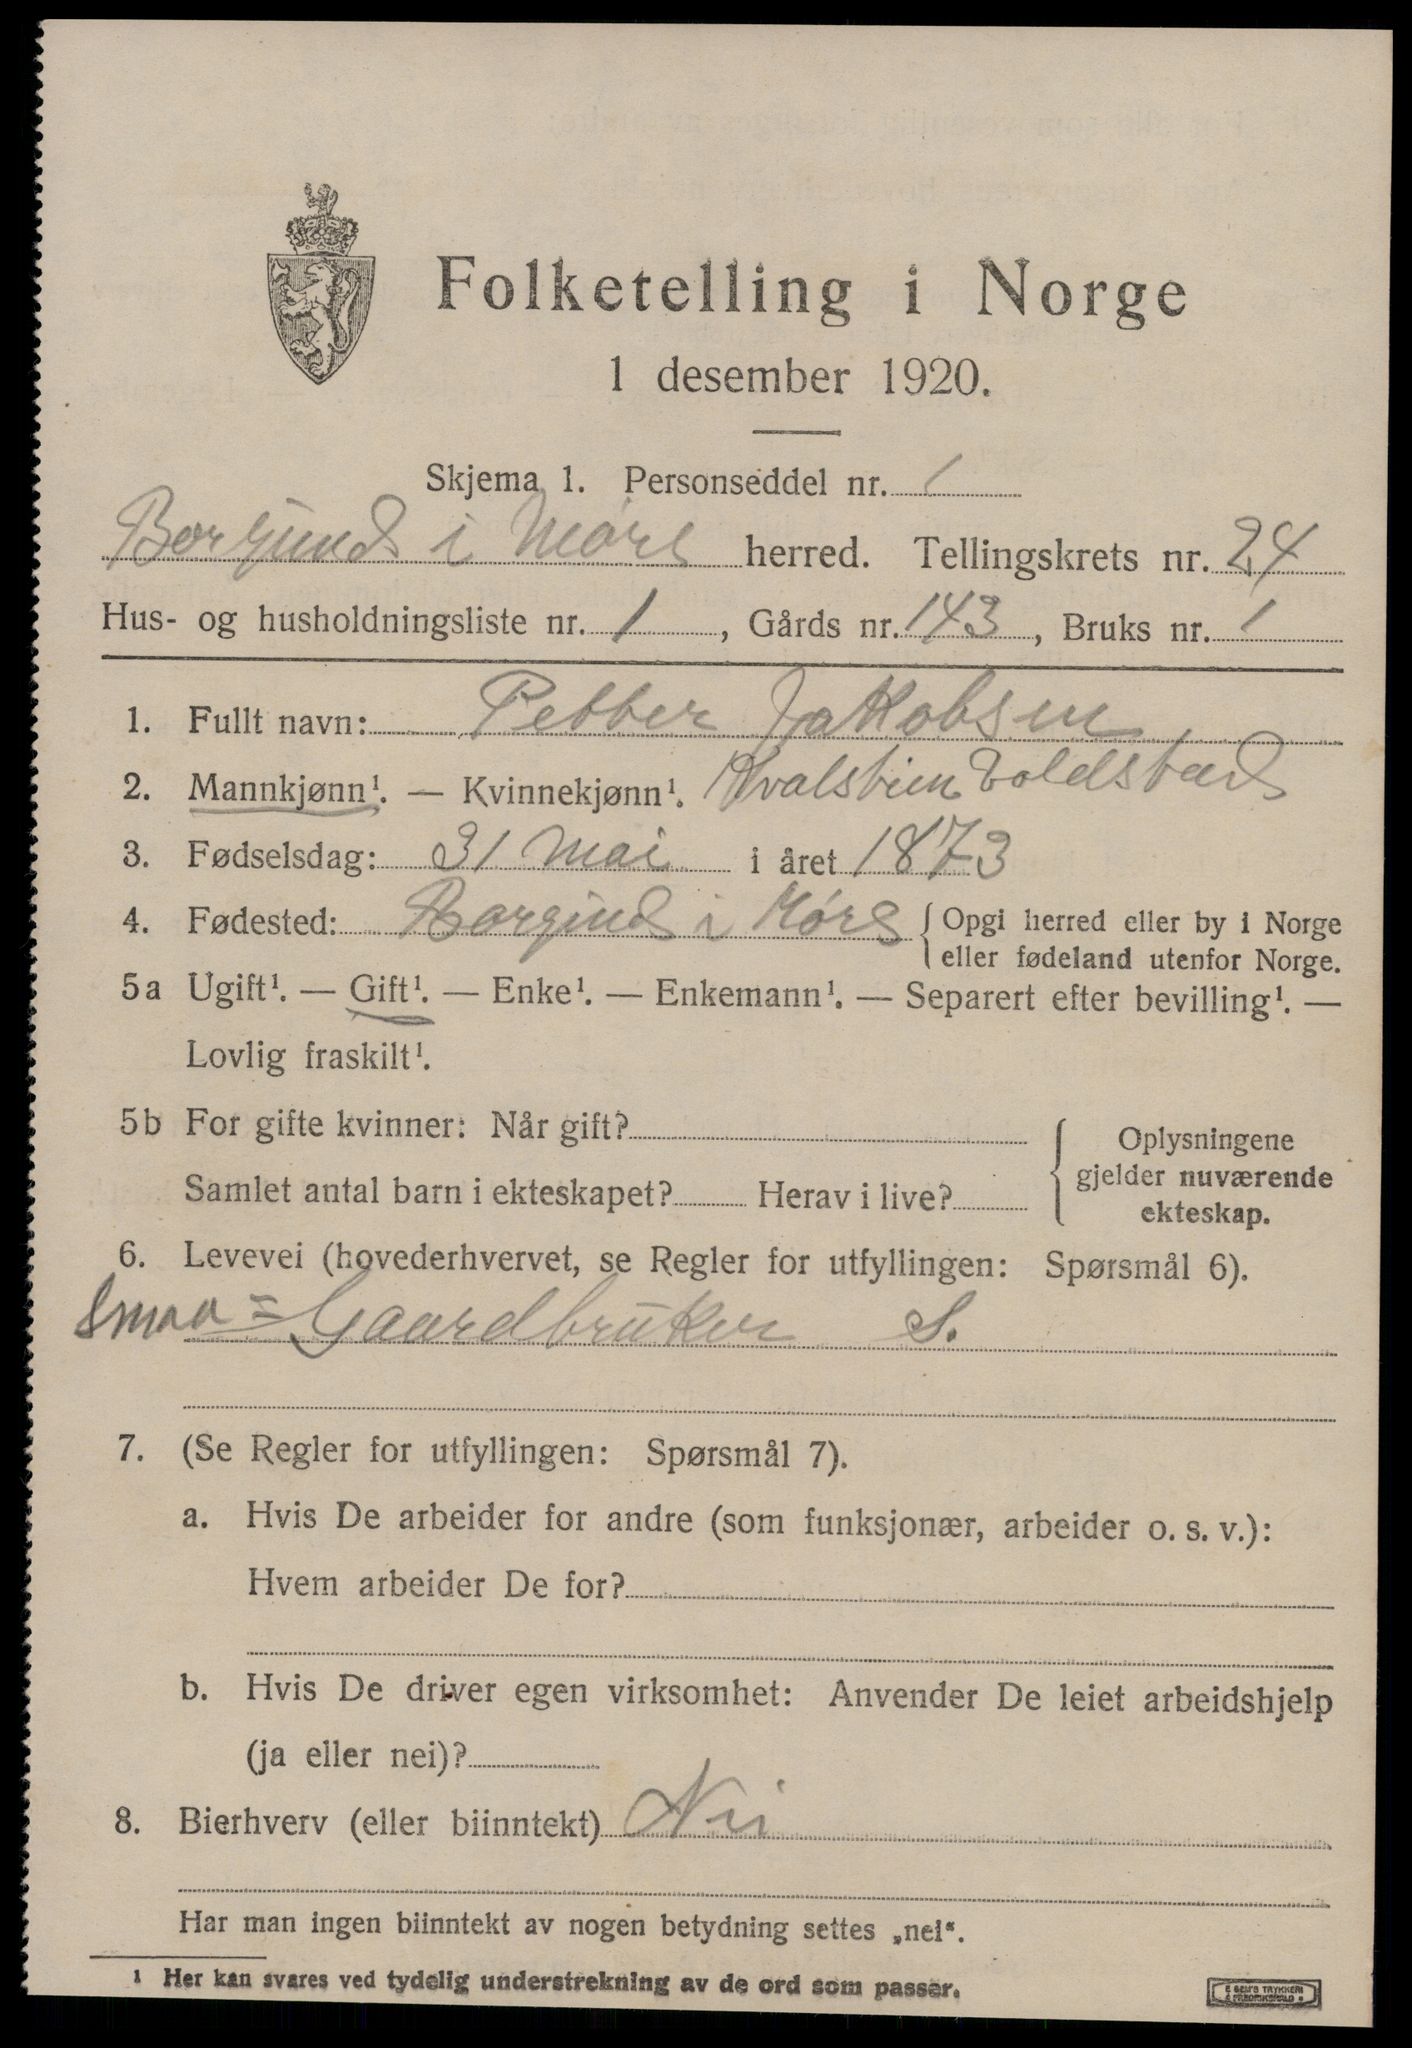 Folketelling i Norge
1 desember 1920.
Skjema 1. Personseddel nr. 1
Borgund i Møre herred. Tellingskrets nr. 24
Hus- og husholdningsliste nr. 1, Gårds nr. 143, Bruks nr. 1
1. Fullt navn: Petter Jakobsen
2. Mannkjønn¹. — Kvinnekjønn¹.
3. Fødselsdag: 31 Mai i året 1873
4. Fødested: Borgund i Møre { Opgi herred eller by i Norge
eller fødeland utenfor Norge.
5a Ugift¹. — Gift¹. — Enke¹. — Enkemann¹. — Separert efter bevilling¹. —
Lovlig fraskilt¹.
5b For gifte kvinner: Når gift?
Samlet antal barn i ekteskapet? Herav i live?
{ Oplysningene
gjelder nuværende
ekteskap.
6. Levevei (hovederhvervet, se Regler for utfyllingen: Spørsmål 6).
Smaa = Gaardbruker S.
7. (Se Regler for utfyllingen: Spørsmål 7).
a. Hvis De arbeider for andre (som funksjonær, arbeider o. s. v.):
Hvem arbeider De for?
b. Hvis De driver egen virksomhet: Anvender De leiet arbeidshjelp
(ja eller nei)?
8. Bierhverv (eller biinntekt) Nei
Har man ingen biinntekt av nogen betydning settes „nei“.
1 Her kan svares ved tydelig understrekning av de ord som passer.